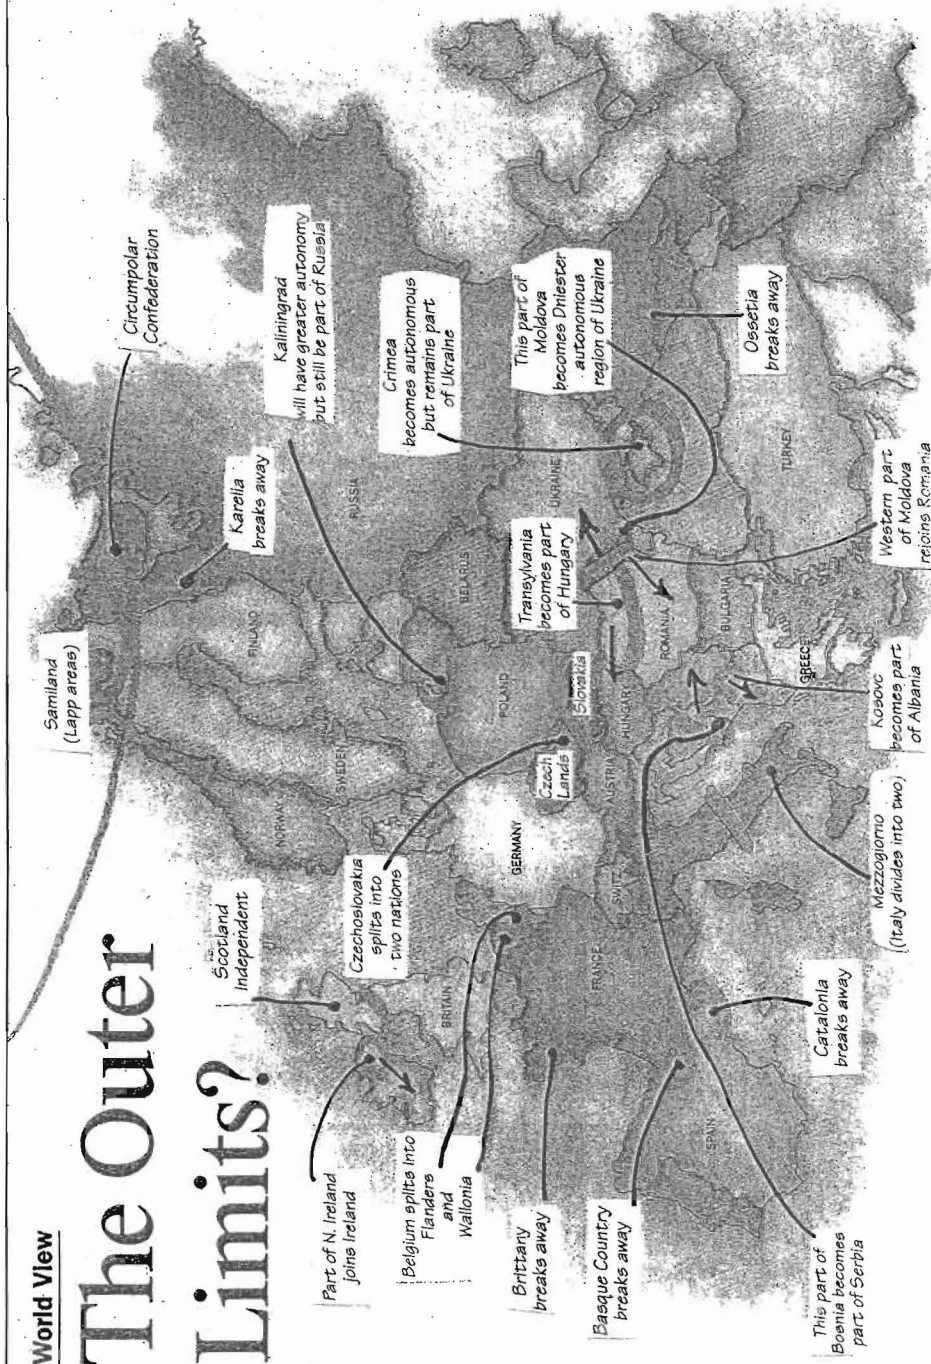 World View
The Outer
Limits?
Samiland
(Lapp areas)
Circumpolar
Confederation
Kaliningrad
will have greater autonomy
but still be part of Russia
Karelia
breaks away
Crimea
becomes autonomous
but remains part
of Ukraine
This part of
Moldova
becomes Dniester
autonomous
region of Ukraine
Ossetia
breaks away
Scotland
Independent
Czechoslovakia
splits into
two nations
Transylvania
becomes part
of Hungary
Part of N. Ireland
joins Ireland
Belgium splits into
Flanders
and
Wallonia
Brittany
breaks away
Basque Country
breaks away
This part of
Bosnia becomes
part of Serbia
Catalonia
breaks away
Mezzogiorno
(Italy divides into two)
Kosovo
becomes part
of Albania
Western part
of Moldova
rejoins Romania
NORWAY
SWEDEN
FINLAND
RUSSIA
BRITAIN
GERMANY
POLAND
BELARUS
UKRAINE
Czech
Lands
Slovakia
FRANCE
SWITZ.
AUSTRIA
HUNGARY
ROMANIA
BULGARIA
SPAIN
GREECE
TURKEY